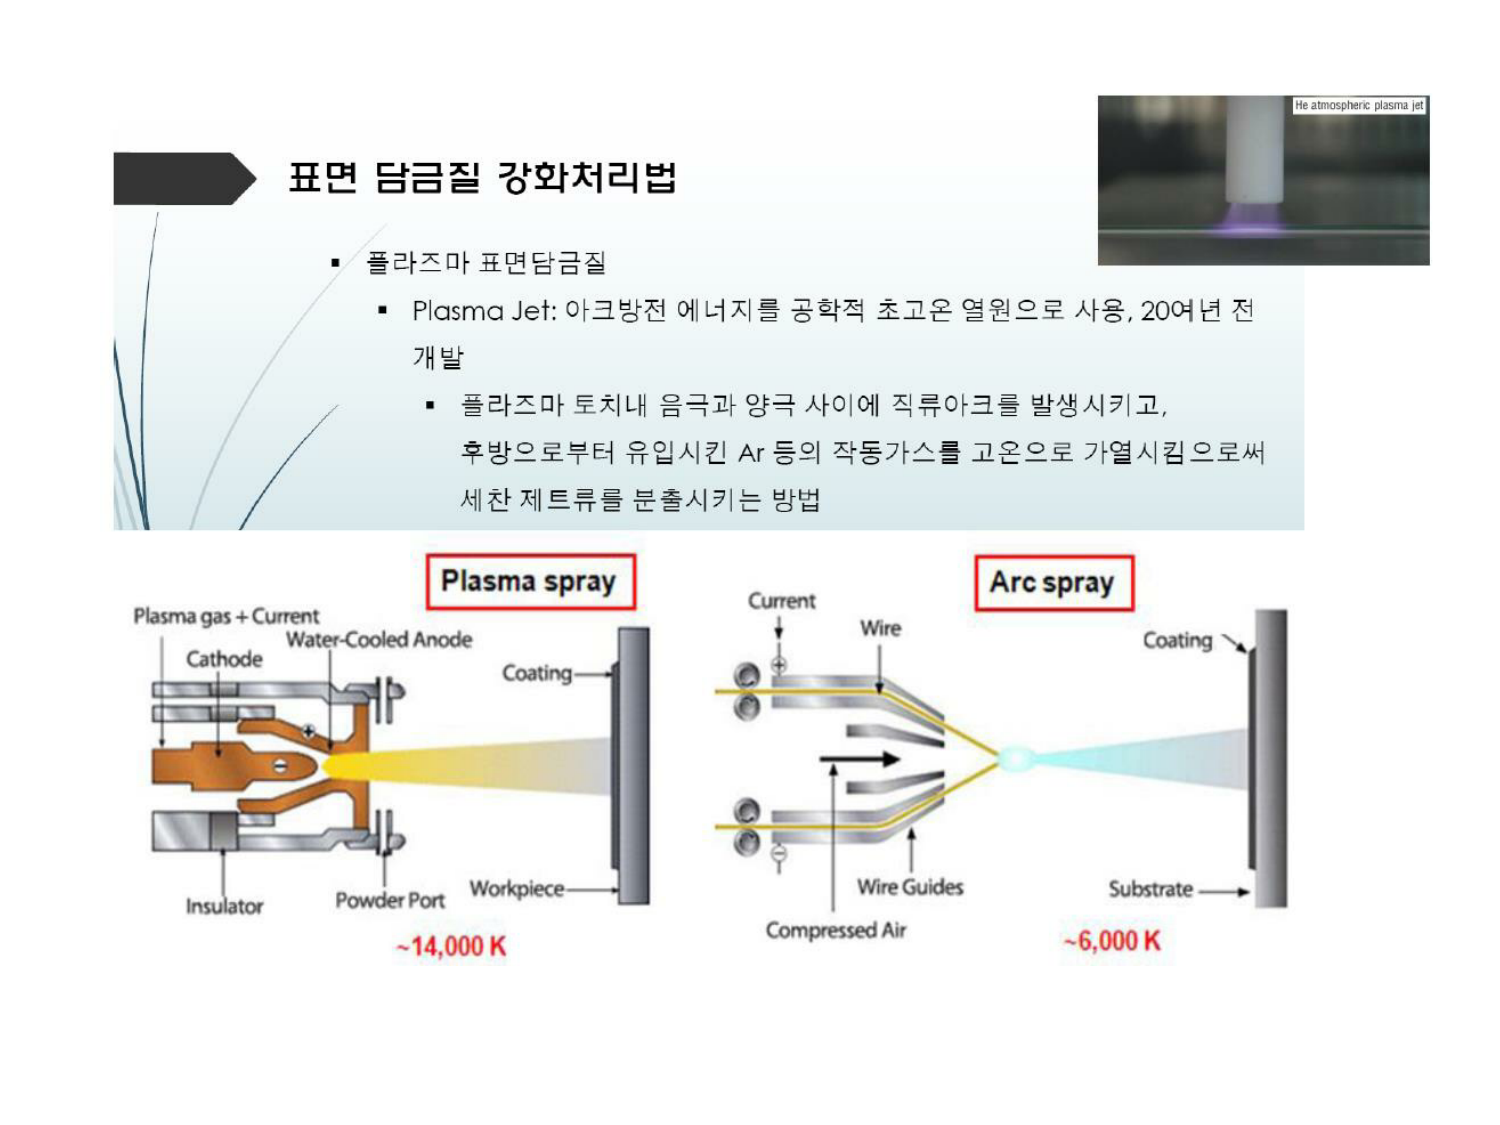 He atmospheric plasma jet
표면 담금질 강화처리법
▪ 플라즈마 표면담금질
▪ Plasma Jet: 아크방전 에너지를 공학적 초고온 열원으로 사용, 20여년 전
개발
▪ 플라즈마 토치내 음극과 양극 사이에 직류아크를 발생시키고,
후방으로부터 유입시킨 Ar 등의 작동가스를 고온으로 가열시킴으로써
세찬 제트류를 분출시키는 방법
Plasma spray
Plasma gas + Current
Water-Cooled Anode
Cathode
Coating
Insulator
Powder Port
Workpiece
~14,000 K
Arc spray
Current
Wire
Coating
Wire Guides
Substrate
Compressed Air
~6,000 K